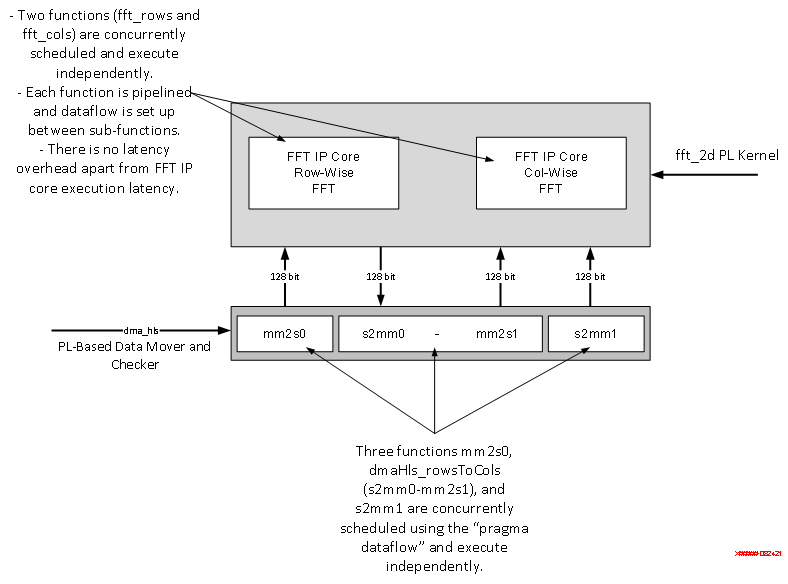 - Two functions (fft_rows and
fft_cols) are concurrently
scheduled and execute
independently.
- Each function is pipelined
and dataflow is set up
between sub-functions.
- There is no latency
overhead apart from FFT IP
core execution latency.
FFT IP Core
Row-Wise
FFT
FFT IP Core
Col-Wise
FFT
fft_2d PL Kernel
128 bit
128 bit
128 bit
128 bit
dma_hls
PL-Based Data Mover and
Checker
mm2s0
s2mm0 - mm2s1
s2mm1
Three functions mm2s0,
dmaHls_rowsToCols
(s2mm0-mm2s1), and
s2mm1 are concurrently
scheduled using the “pragma
dataflow” and execute
independently.